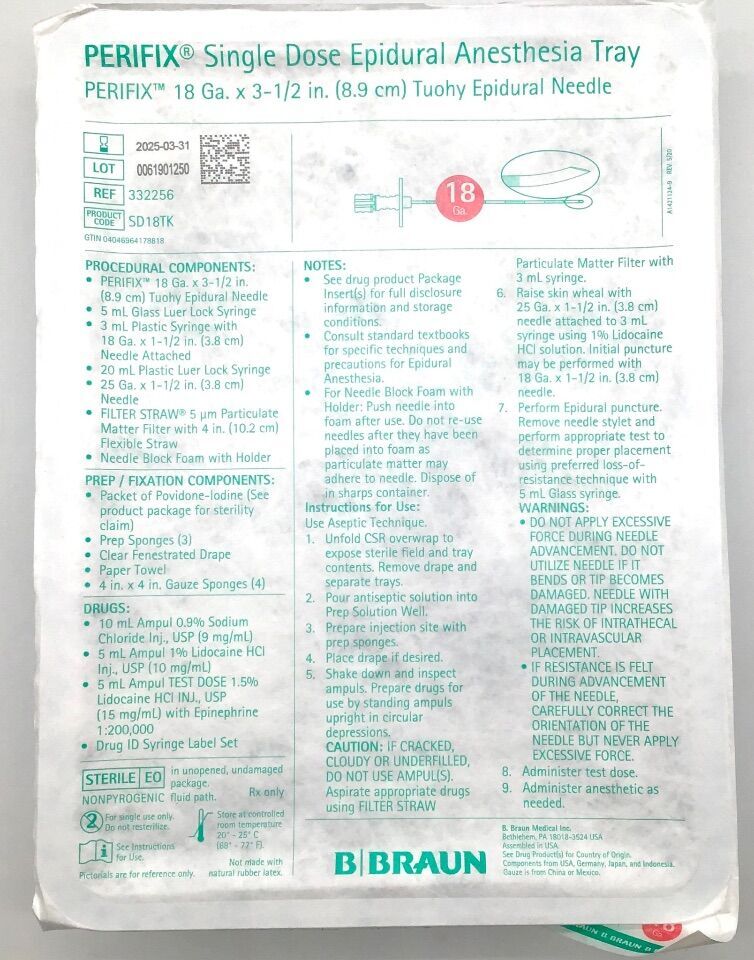 PERIFIX® Single Dose Epidural Anesthesia Tray
PERIFIX™ 18 Ga. x 3-1/2 in. (8.9 cm) Tuohy Epidural Needle
2025-03-31
LOT 0061901250
REF 332256
PRODUCT CODE SD18TK
GTIN 04046964178818
18
Ga.
A1421124-9 REV. 5/20
PROCEDURAL COMPONENTS:
• PERIFIX™ 18 Ga. x 3-1/2 in.
(8.9 cm) Tuohy Epidural Needle
• 5 mL Glass Luer Lock Syringe
• 3 mL Plastic Syringe with
18 Ga. x 1-1/2 in. (3.8 cm)
Needle Attached
• 20 mL Plastic Luer Lock Syringe
• 25 Ga. x 1-1/2 in. (3.8 cm)
Needle
• FILTER STRAW® 5 µm Particulate
Matter Filter with 4 in. (10.2 cm)
Flexible Straw
• Needle Block Foam with Holder
PREP / FIXATION COMPONENTS:
• Packet of Povidone-Iodine (See
product package for sterility
claim)
• Prep Sponges (3)
• Clear Fenestrated Drape
• Paper Towel
• 4 in. x 4 in. Gauze Sponges (4)
DRUGS:
• 10 mL Ampul 0.9% Sodium
Chloride Inj., USP (9 mg/mL)
• 5 mL Ampul 1% Lidocaine HCl
Inj., USP (10 mg/mL)
• 5 mL Ampul TEST DOSE 1.5%
Lidocaine HCl INJ., USP
(15 mg/mL) with Epinephrine
1:200,000
• Drug ID Syringe Label Set
STERILE EO in unopened, undamaged
package.
NONPYROGENIC fluid path. Rx only
2 For single use only.
Do not resterilize.
Store at controlled
room temperature
20° - 25° C
(68° - 77° F).
i See Instructions
for Use.
Not made with
natural rubber latex.
Pictorials are for reference only.
NOTES:
• See drug product Package
Insert(s) for full disclosure
information and storage
conditions.
• Consult standard textbooks
for specific techniques and
precautions for Epidural
Anesthesia.
• For Needle Block Foam with
Holder: Push needle into
foam after use. Do not re-use
needles after they have been
placed into foam as
particulate matter may
adhere to needle. Dispose of
in sharps container.
Instructions for Use:
Use Aseptic Technique.
1. Unfold CSR overwrap to
expose sterile field and tray
contents. Remove drape and
separate trays.
2. Pour antiseptic solution into
Prep Solution Well.
3. Prepare injection site with
prep sponges.
4. Place drape if desired.
5. Shake down and inspect
ampuls. Prepare drugs for
use by standing ampuls
upright in circular
depressions.
CAUTION: IF CRACKED,
CLOUDY OR UNDERFILLED,
DO NOT USE AMPUL(S).
Aspirate appropriate drugs
using FILTER STRAW
Particulate Matter Filter with
3 mL syringe.
6. Raise skin wheal with
25 Ga. x 1-1/2 in. (3.8 cm)
needle attached to 3 mL
syringe using 1% Lidocaine
HCl solution. Initial puncture
may be performed with
18 Ga. x 1-1/2 in. (3.8 cm)
needle.
7. Perform Epidural puncture.
Remove needle stylet and
perform appropriate test to
determine proper placement
using preferred loss-of-
resistance technique with
5 mL Glass syringe.
WARNINGS:
• DO NOT APPLY EXCESSIVE
FORCE DURING NEEDLE
ADVANCEMENT. DO NOT
UTILIZE NEEDLE IF IT
BENDS OR TIP BECOMES
DAMAGED. NEEDLE WITH
DAMAGED TIP INCREASES
THE RISK OF INTRATHECAL
OR INTRAVASCULAR
PLACEMENT.
• IF RESISTANCE IS FELT
DURING ADVANCEMENT
OF THE NEEDLE,
CAREFULLY CORRECT THE
ORIENTATION OF THE
NEEDLE BUT NEVER APPLY
EXCESSIVE FORCE.
8. Administer test dose.
9. Administer anesthetic as
needed.
B|BRAUN
B. Braun Medical Inc.
Bethlehem, PA 18018-3524 USA
Assembled in USA.
See Drug Product(s) for Country of Origin.
Components from USA, Germany, Japan, and Indonesia.
Gauze is from China or Mexico.
B BRAUN B